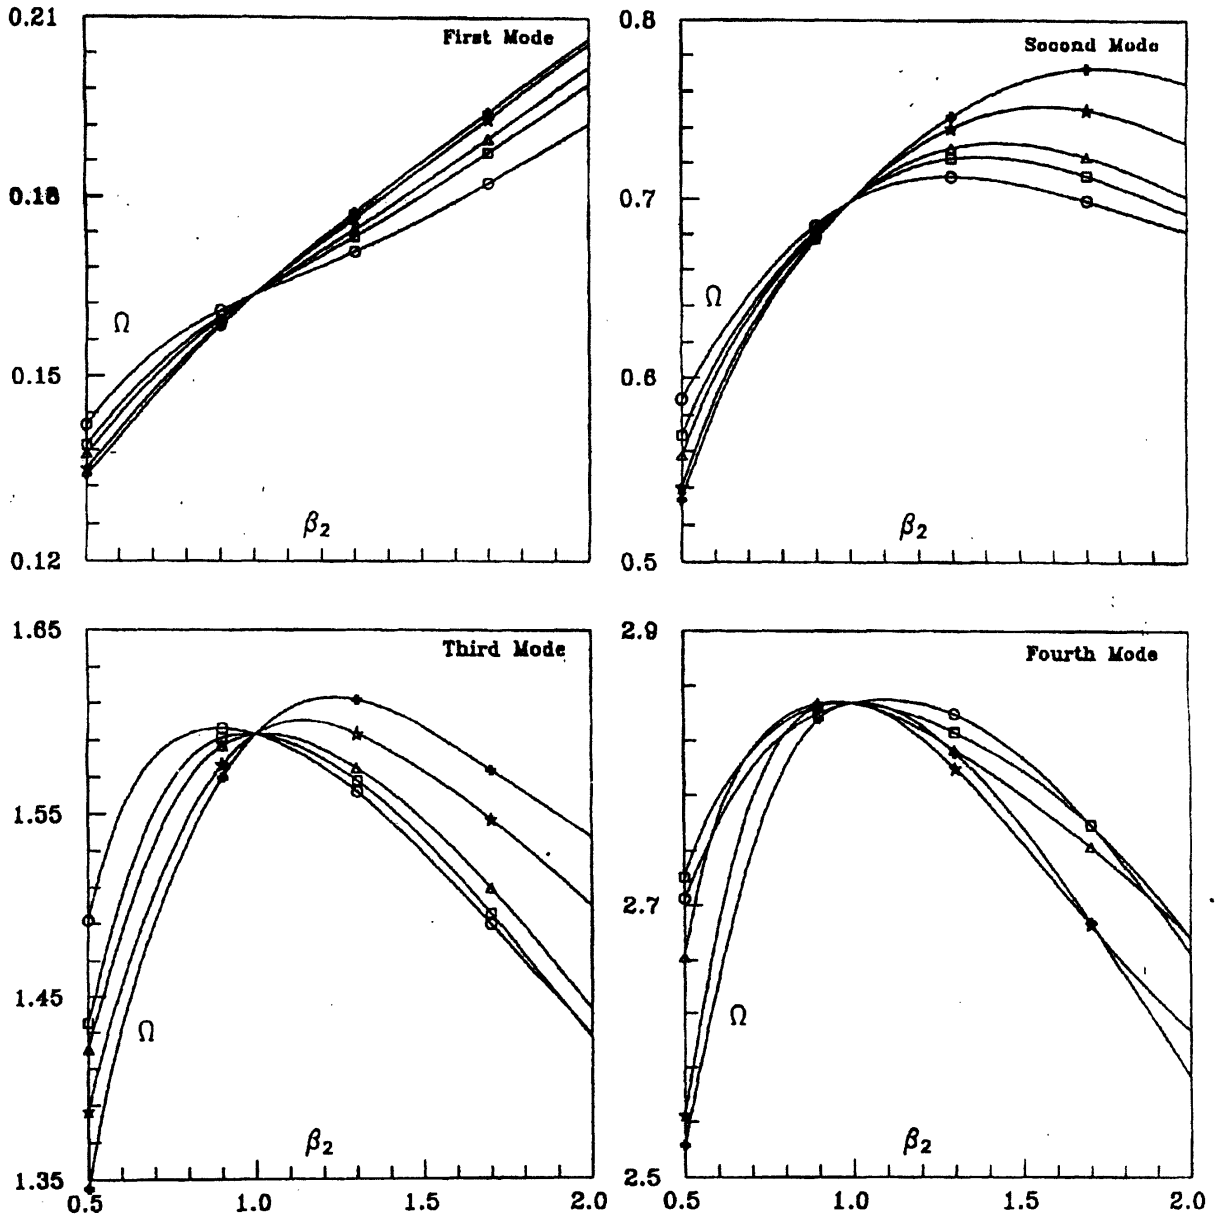 0.21
First Mode
0.18
Ω
0.15
β2
0.12
0.8
Second Mode
0.7
Ω
0.6
β2
0.5
1.65
Third Mode
1.55
1.45
Ω
β2
1.35
0.5 1.0 1.5 2.0
2.9
Fourth Mode
2.7
Ω
β2
2.5
0.5 1.0 1.5 2.0